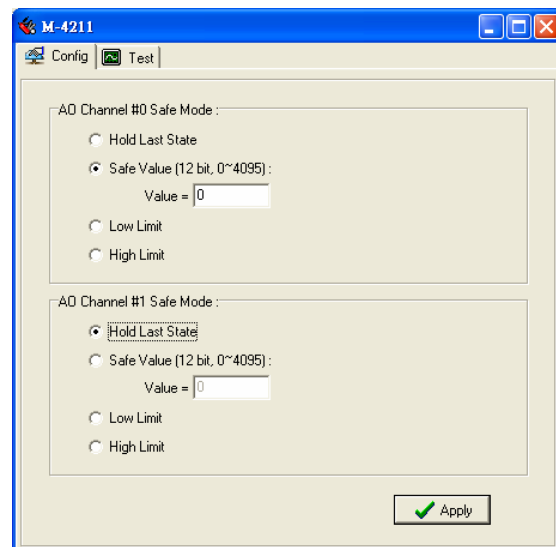 M-4211
Config Test
AO Channel #0 Safe Mode :
Hold Last State
Safe Value (12 bit, 0~4095) :
Value = 0
Low Limit
High Limit
AO Channel #1 Safe Mode :
Hold Last State
Safe Value (12 bit, 0~4095) :
Value = 0
Low Limit
High Limit
Apply